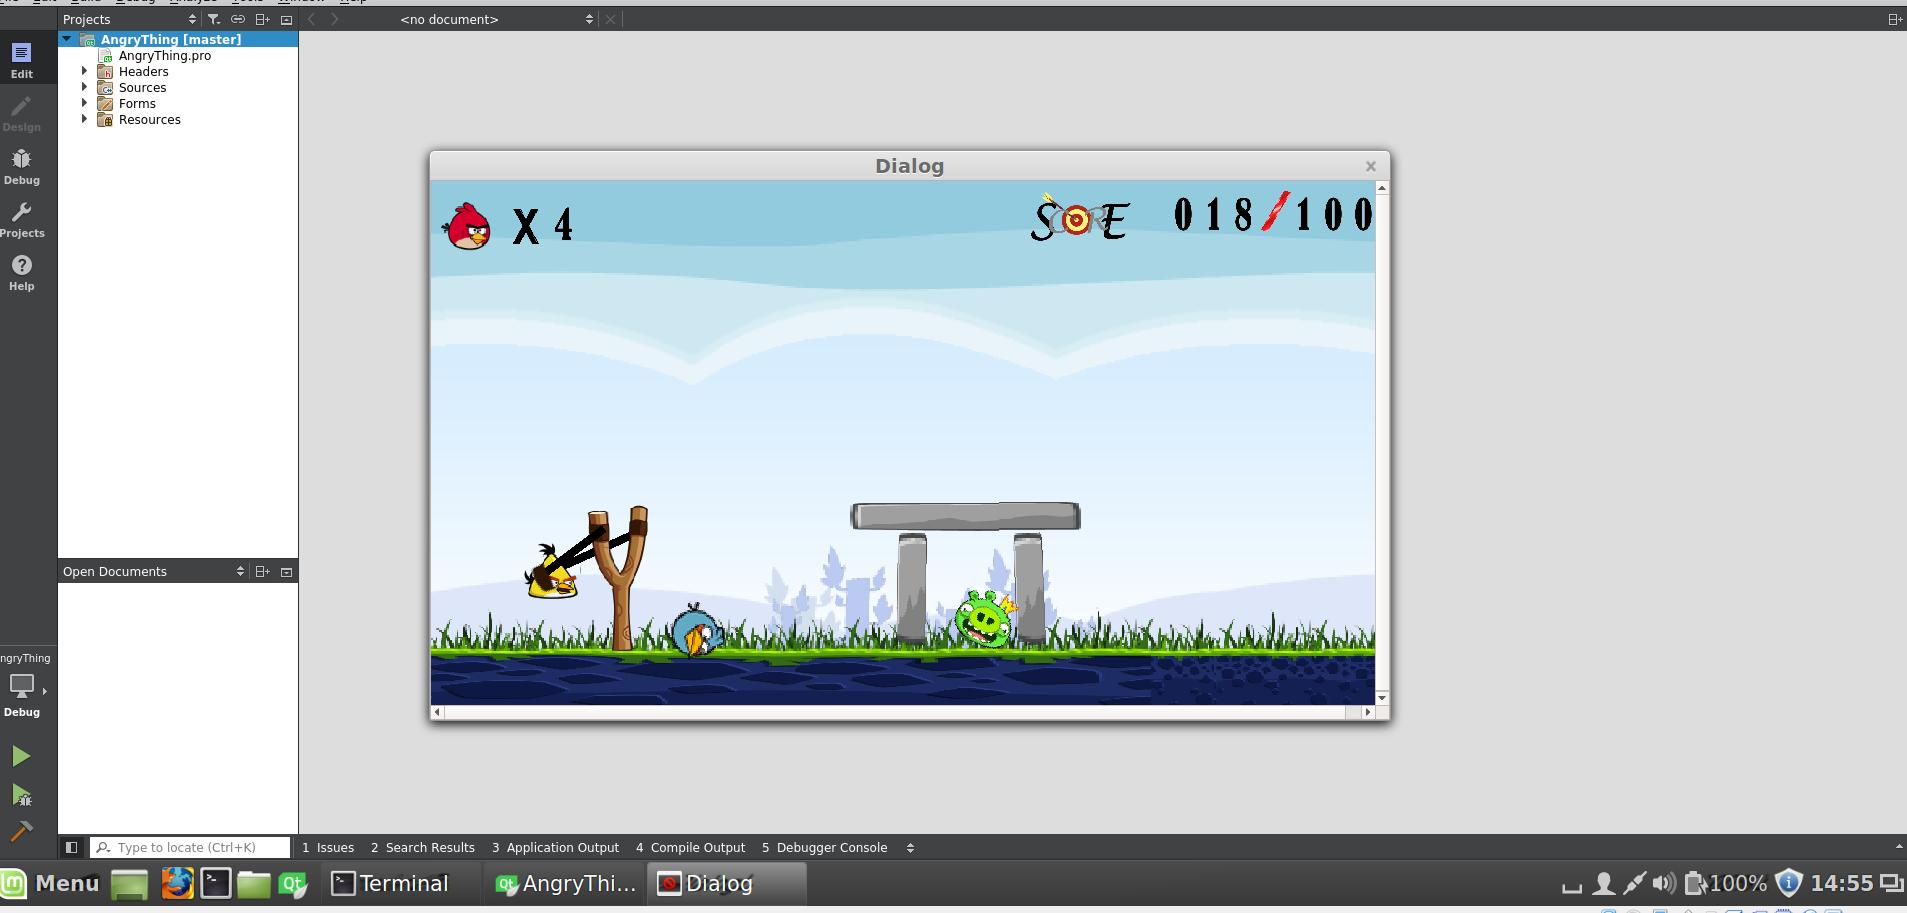 Projects
<no document>
AngryThing [master]
AngryThing.pro
Headers
Sources
Forms
Resources
Edit
Design
Debug
Projects
Help
Dialog
X 4
SCORE 018/100
Open Documents
ngryThing
Debug
Type to locate (Ctrl+K)
1 Issues 2 Search Results 3 Application Output 4 Compile Output 5 Debugger Console
Menu
Qt
Terminal
Qt
AngryThi...
Dialog
100%
14:55